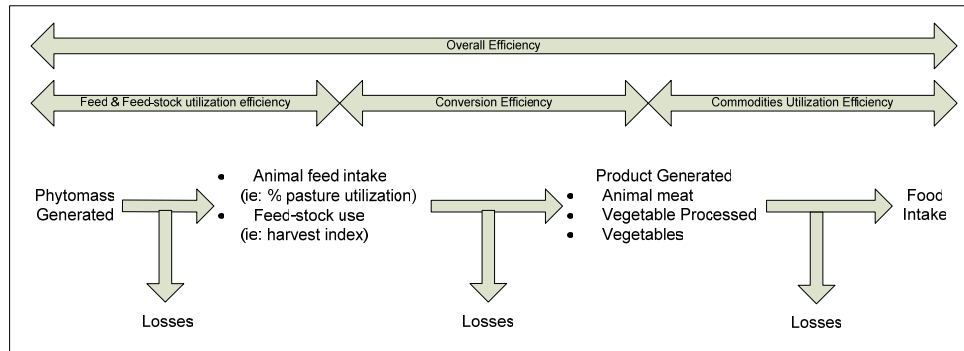 Overall Efficiency
Feed & Feed-stock utilization efficiency
Conversion Efficiency
Commodities Utilization Efficiency
Phytomass
Generated
• Animal feed intake
(ie: % pasture utilization)
• Feed-stock use
(ie: harvest index)
Product Generated
• Animal meat
• Vegetable Processed
• Vegetables
Food
Intake
Losses
Losses
Losses